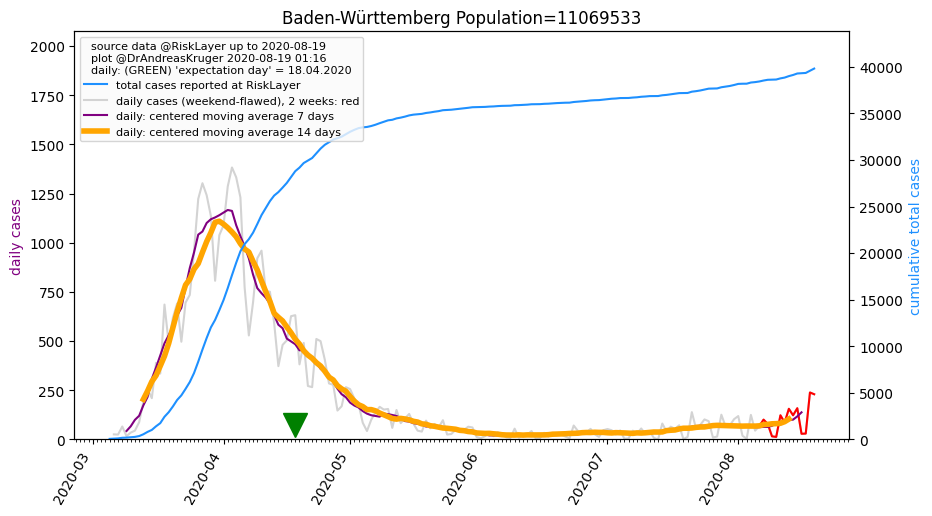 Baden-Württemberg Population=11069533
source data @RiskLayer up to 2020-08-19
plot @DrAndreasKruger 2020-08-19 01:16
daily: (GREEN) 'expectation day' = 18.04.2020
total cases reported at RiskLayer
daily cases (weekend-flawed), 2 weeks: red
daily: centered moving average 7 days
daily: centered moving average 14 days
daily cases
2000
1750
1500
1250
1000
750
500
250
0
40000
35000
30000
25000
20000
15000
10000
5000
0
cumulative total cases
2020-03
2020-04
2020-05
2020-06
2020-07
2020-08